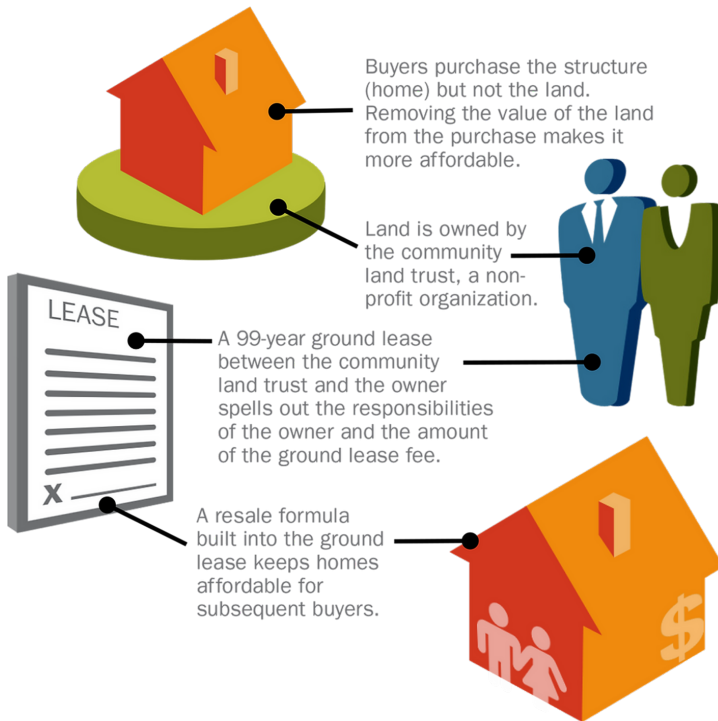 Buyers purchase the structure
(home) but not the land.
Removing the value of the land
from the purchase makes it
more affordable.
Land is owned by
the community
land trust, a non-
profit organization.
LEASE
A 99-year ground lease
between the community
land trust and the owner
spells out the responsibilities
of the owner and the amount
of the ground lease fee.
X
A resale formula
built into the ground
lease keeps homes
affordable for
subsequent buyers.
$